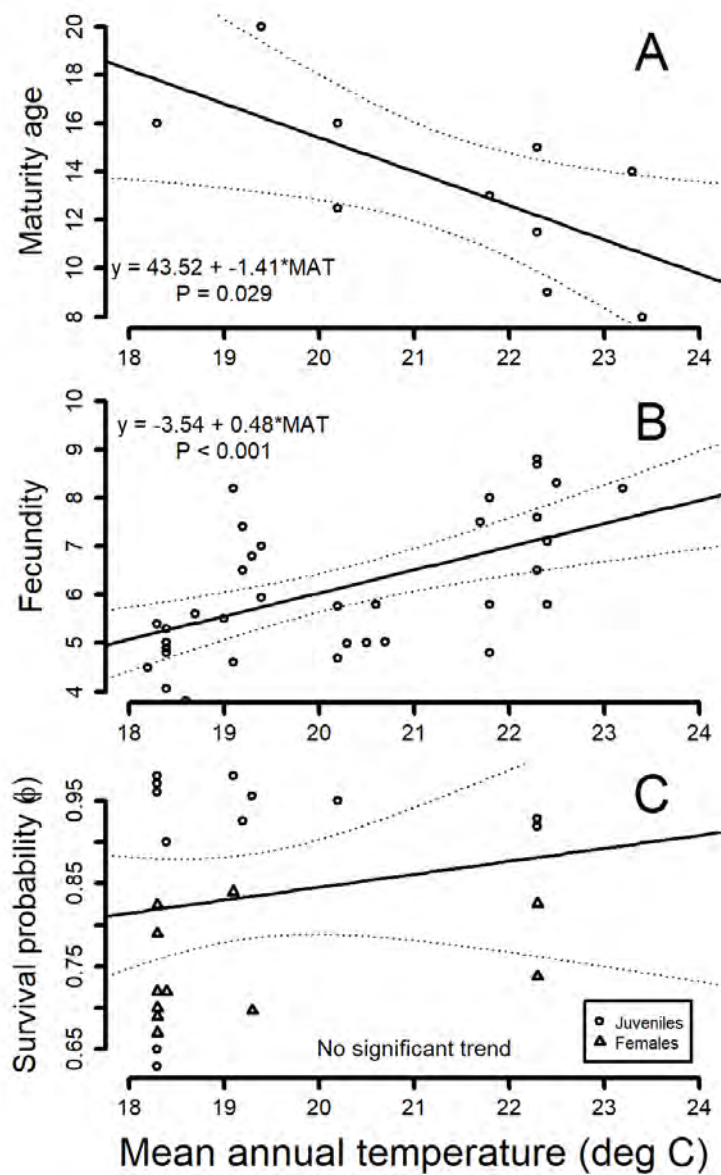 A
Maturity age
20
18
16
14
12
10
8
y = 43.52 + -1.41*MAT
P = 0.029
18 19 20 21 22 23 24
B
Fecundity
10
9
8
7
6
5
4
y = -3.54 + 0.48*MAT
P < 0.001
18 19 20 21 22 23 24
C
Survival probability (ϕ)
0.95
0.85
0.75
0.65
No significant trend
Juveniles
Females
18 19 20 21 22 23 24
Mean annual temperature (deg C)